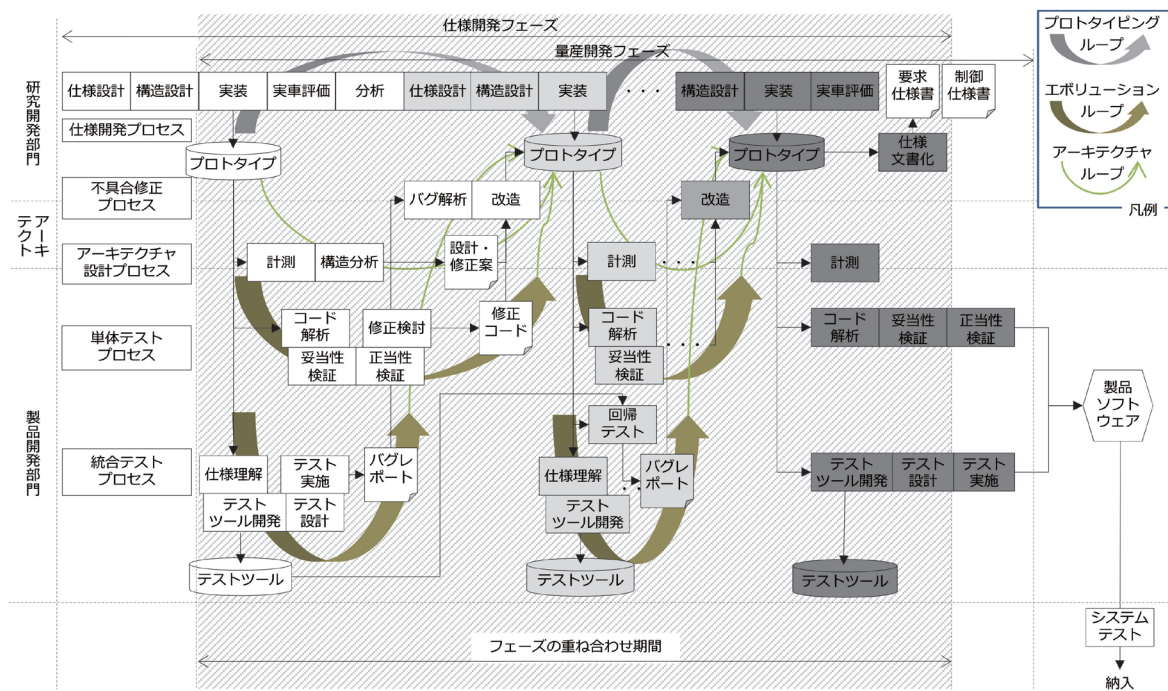 仕様開発フェーズ
量産開発フェーズ
プロトタイピング
ループ
エボリューション
ループ
アーキテクチャ
ループ
凡例
研究開発部門
アーキ
テクト
製品開発部門
仕様設計
構造設計
実装
実車評価
分析
仕様設計
構造設計
実装
・・・
構造設計
実装
実車評価
要求
仕様書
制御
仕様書
仕様開発プロセス
プロトタイプ
プロトタイプ
プロトタイプ
仕様
文書化
不具合修正
プロセス
バグ解析
改造
改造
アーキテクチャ
設計プロセス
計測
構造分析
設計・
修正案
計測
・・・
計測
単体テスト
プロセス
コード
解析
修正検討
修正
コード
妥当性
検証
正当性
検証
コード
解析
妥当性
検証
・・・
コード
解析
妥当性
検証
正当性
検証
製品
ソフト
ウェア
回帰
テスト
統合テスト
プロセス
仕様理解
テスト
実施
バグレ
ポート
テスト
ツール開発
テスト
設計
仕様理解
バグレ
ポート
・・・
テスト
ツール開発
テスト
ツール開発
テスト
設計
テスト
実施
テストツール
テストツール
テストツール
システム
テスト
フェーズの重ね合わせ期間
納入